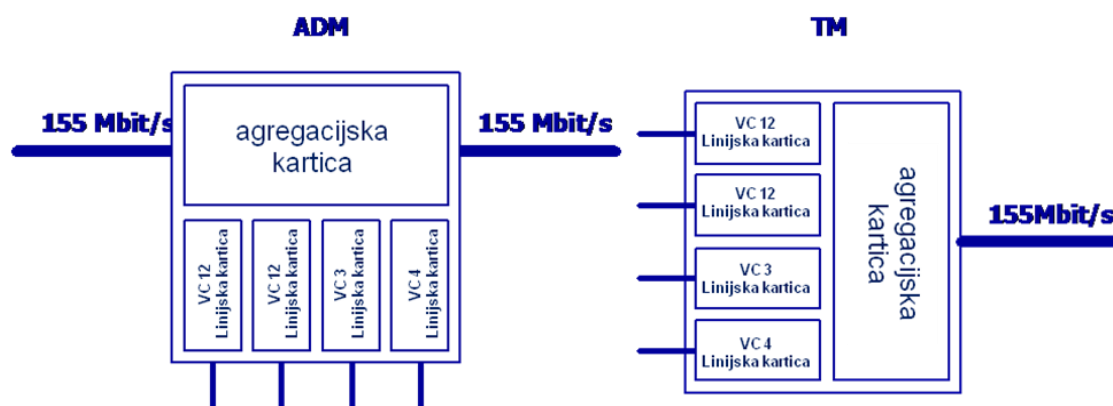 ADM
155 Mbit/s
agregacijska
kartica
155 Mbit/s
VC 12
Linijska kartica
VC 12
Linijska kartica
VC 3
Linijska kartica
VC 4
Linijska kartica
TM
VC 12
Linijska kartica
VC 12
Linijska kartica
VC 3
Linijska kartica
VC 4
Linijska kartica
agregacijska
kartica
155Mbit/s